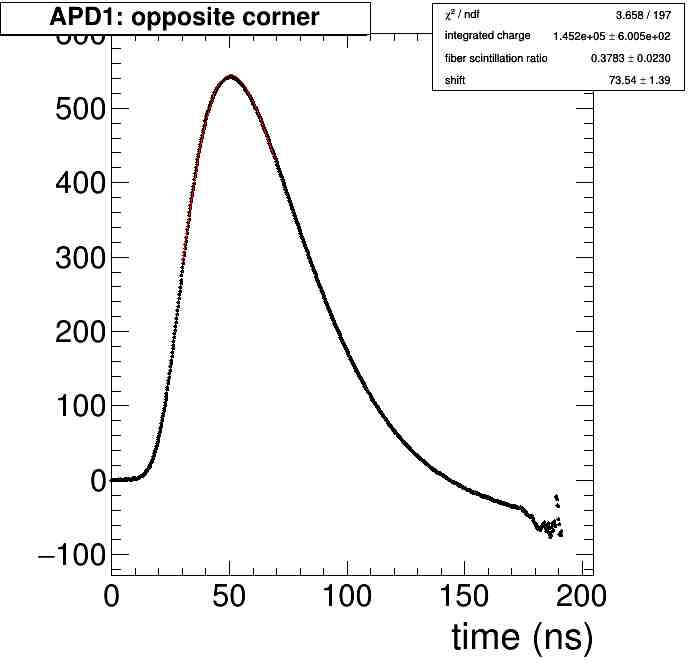 APD1: opposite corner
χ² / ndf 3.658 / 197
integrated charge 1.452e+05 ± 6.005e+02
fiber scintillation ratio 0.3783 ± 0.0230
shift 73.54 ± 1.39
600
500
400
300
200
100
0
−100
0 50 100 150 200
time (ns)